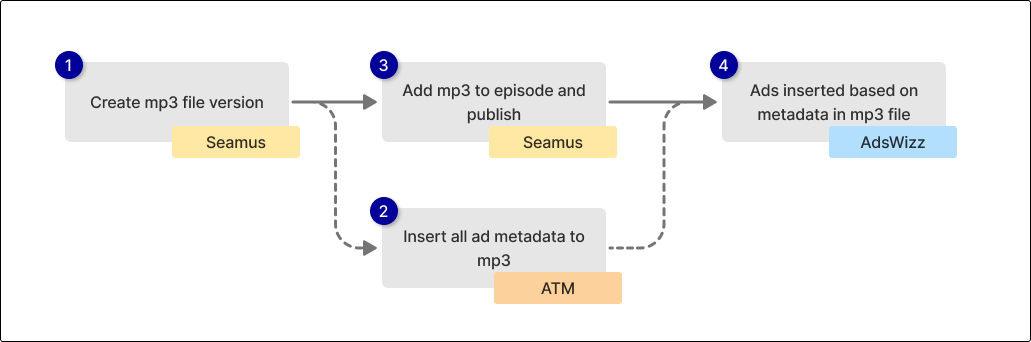 1
Create mp3 file version
Seamus
3
Add mp3 to episode and
publish
Seamus
4
Ads inserted based on
metadata in mp3 file
AdsWizz
2
Insert all ad metadata to
mp3
ATM